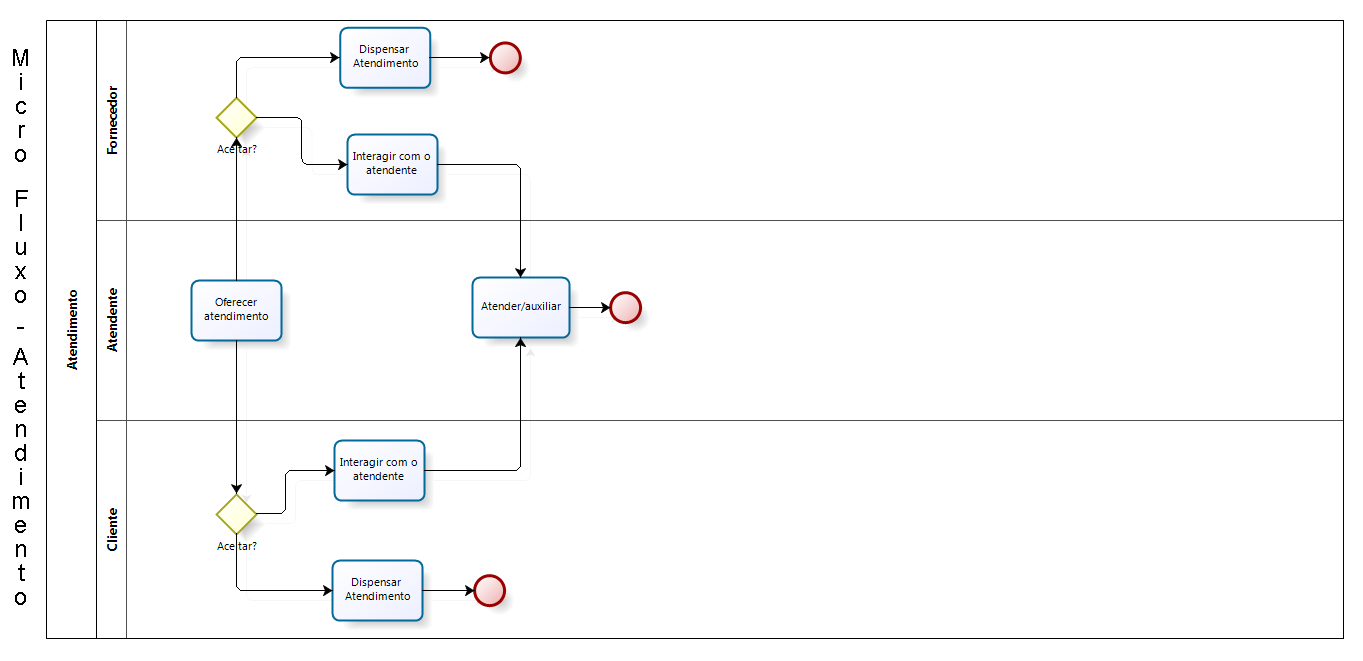 Micro Fluxo - Atendimento
Atendimento
Fornecedor
Dispensar
Atendimento
Aceitar?
Interagir com o
atendente
Atendente
Oferecer
atendimento
Atender/auxiliar
Cliente
Interagir com o
atendente
Aceitar?
Dispensar
Atendimento